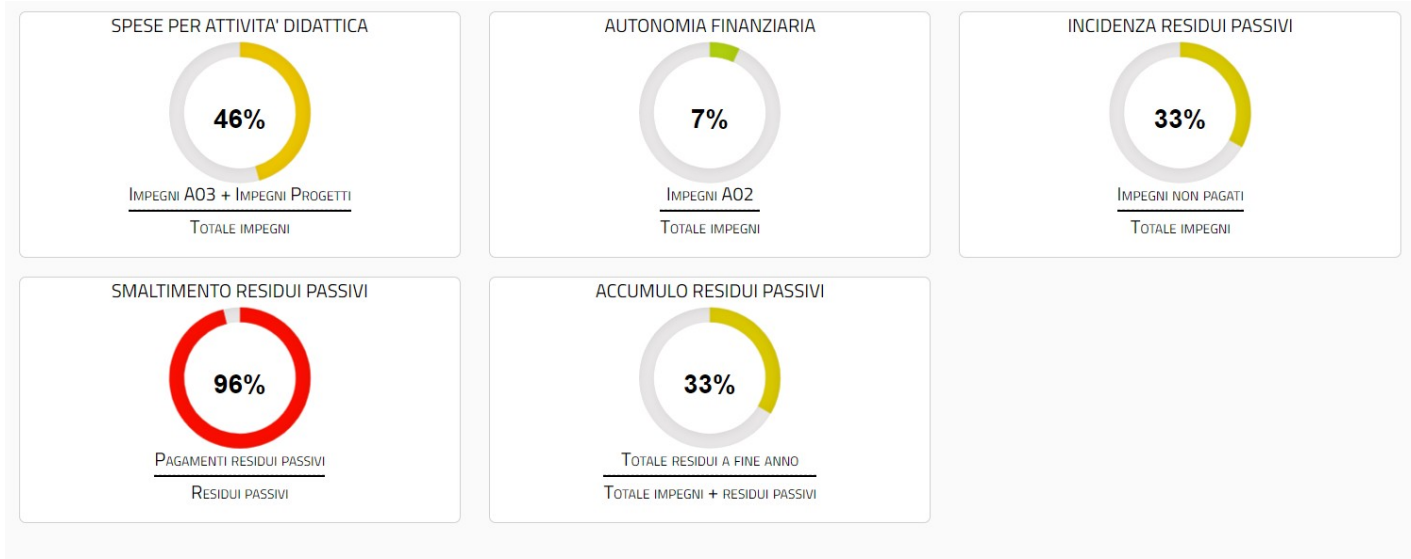 SPESE PER ATTIVITA' DIDATTICA
46%
IMPEGNI A03 + IMPEGNI PROGETTI
TOTALE IMPEGNI
AUTONOMIA FINANZIARIA
7%
IMPEGNI A02
TOTALE IMPEGNI
INCIDENZA RESIDUI PASSIVI
33%
IMPEGNI NON PAGATI
TOTALE IMPEGNI
SMALTIMENTO RESIDUI PASSIVI
96%
PAGAMENTI RESIDUI PASSIVI
RESIDUI PASSIVI
ACCUMULO RESIDUI PASSIVI
33%
TOTALE RESIDUI A FINE ANNO
TOTALE IMPEGNI + RESIDUI PASSIVI